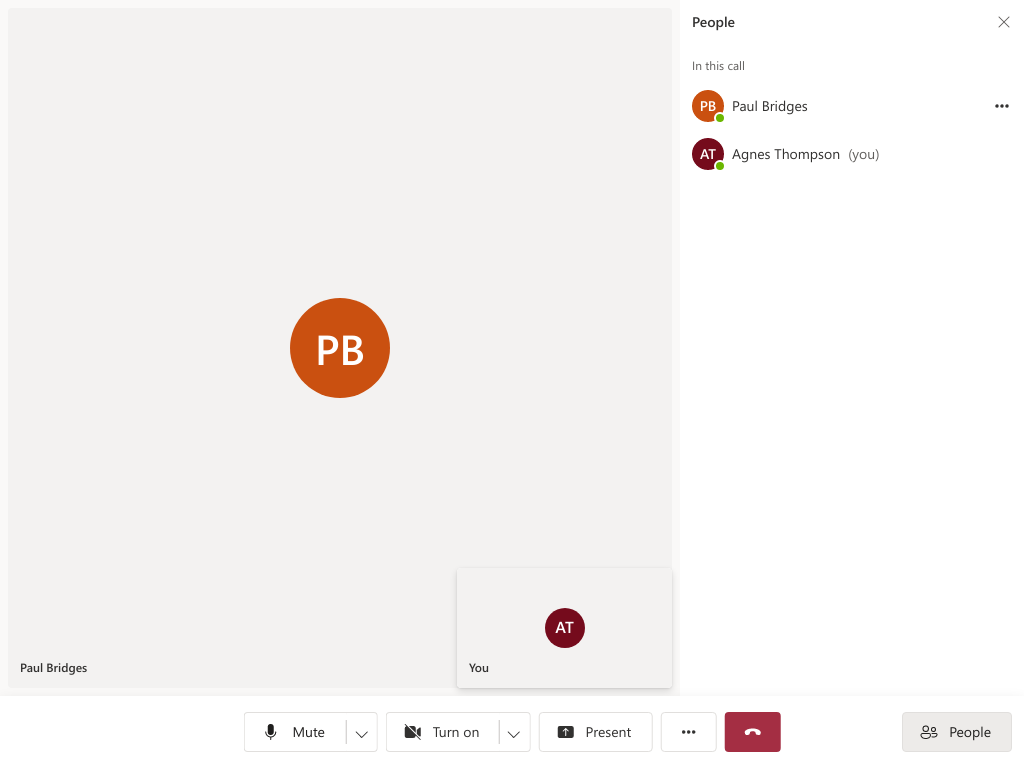 People
In this call
PB Paul Bridges
AT Agnes Thompson (you)
PB
AT
Paul Bridges
You
Mute
Turn on
Present
People